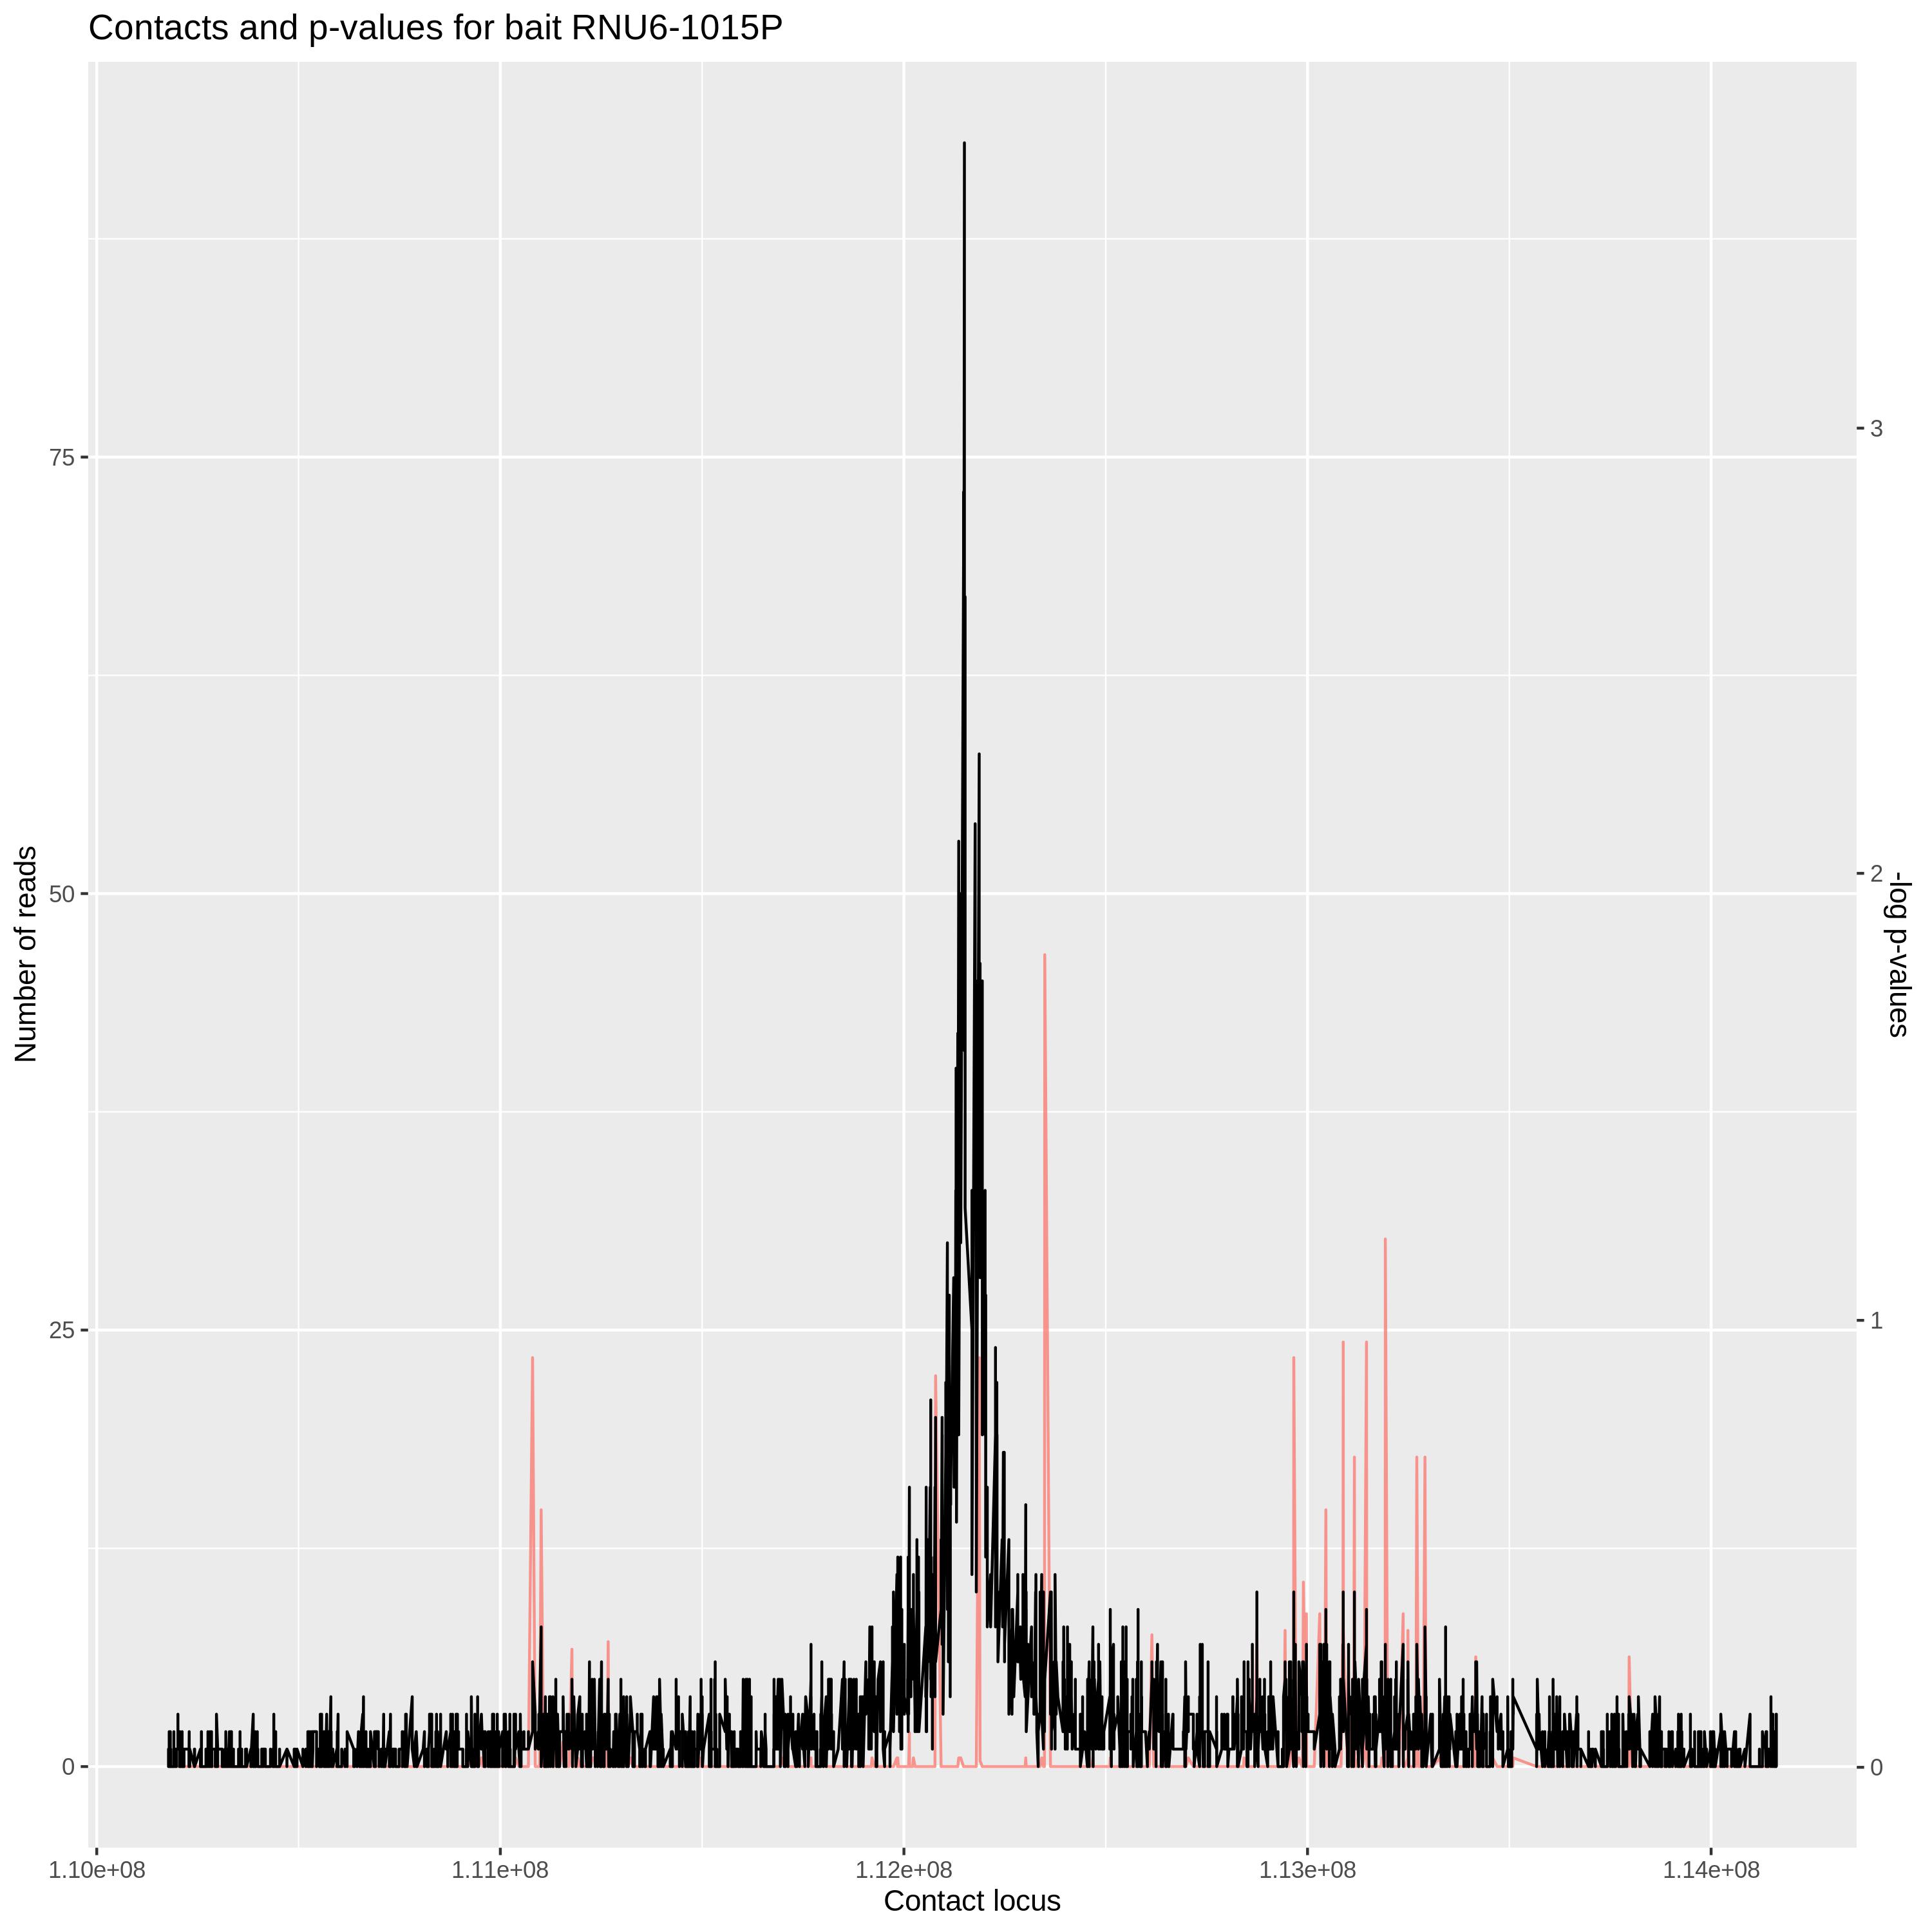 Contacts and p-values for bait RNU6-1015P
Number of reads
75
50
25
0
3
2
1
0
-log p-values
1.10e+08
1.11e+08
1.12e+08
1.13e+08
1.14e+08
Contact locus